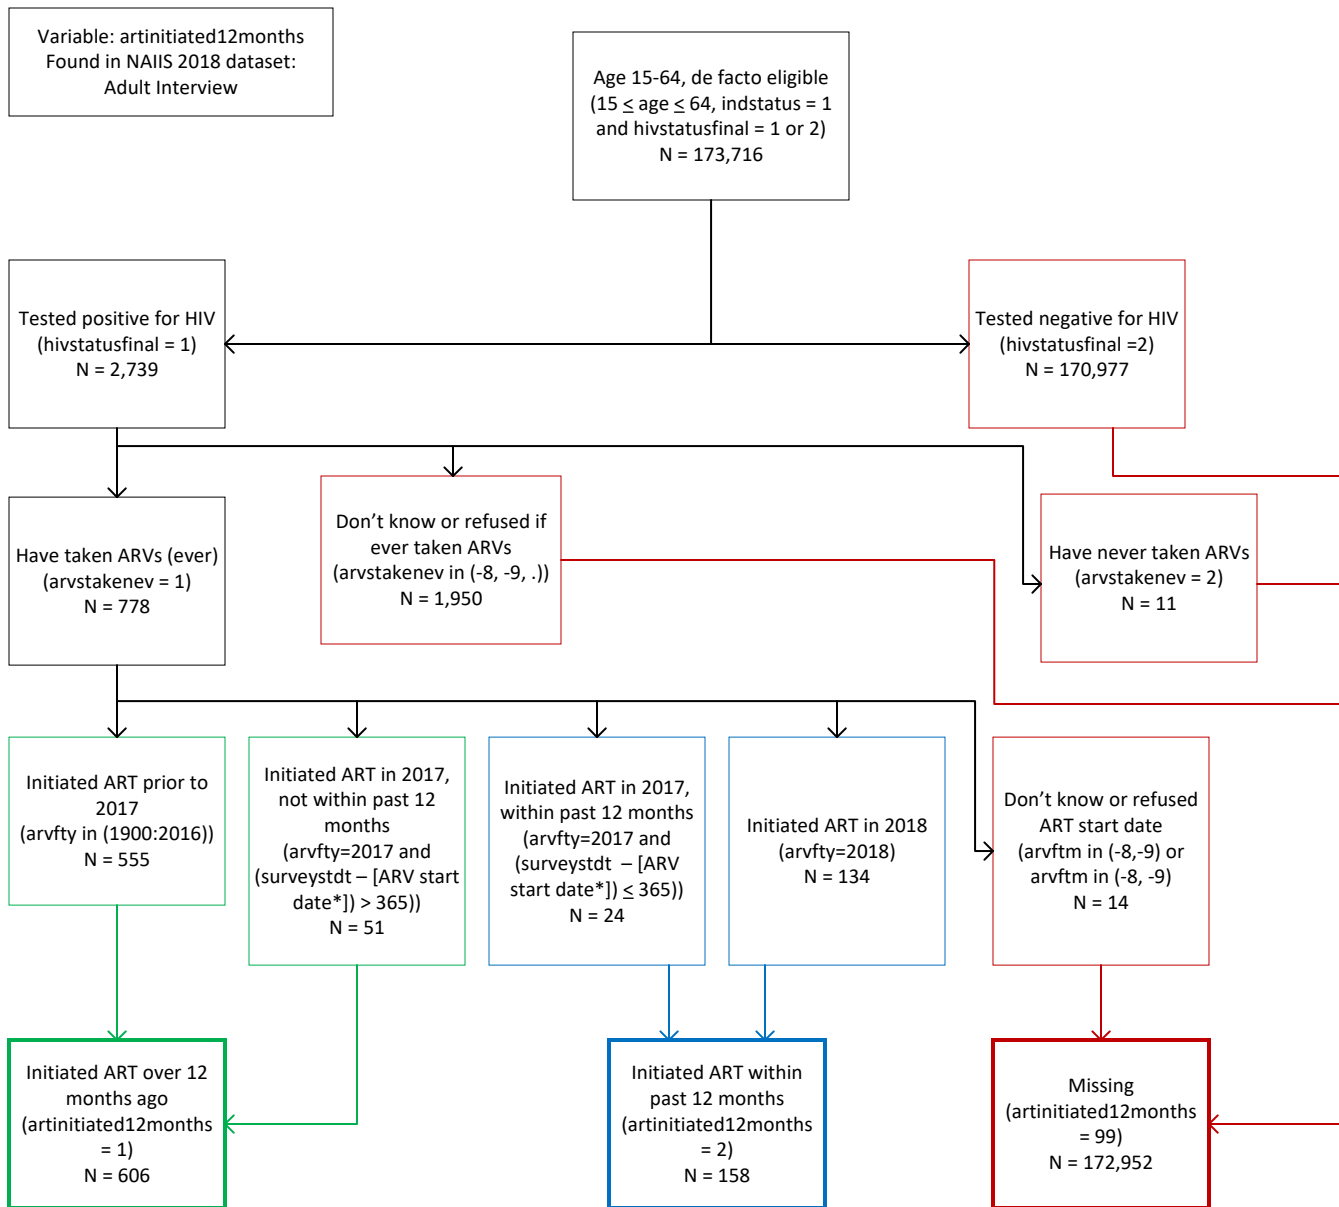 Variable: artinitiated12months
Found in NAIIS 2018 dataset:
Adult Interview
Age 15-64, de facto eligible
(15 ≤ age ≤ 64, indstatus = 1
and hivstatusfinal = 1 or 2)
N = 173,716
Tested positive for HIV
(hivstatusfinal = 1)
N = 2,739
Tested negative for HIV
(hivstatusfinal =2)
N = 170,977
Have taken ARVs (ever)
(arvstakenev = 1)
N = 778
Don’t know or refused if
ever taken ARVs
(arvstakenev in (-8, -9, .))
N = 1,950
Have never taken ARVs
(arvstakenev = 2)
N = 11
Initiated ART prior to
2017
(arvfty in (1900:2016))
N = 555
Initiated ART in 2017,
not within past 12
months
(arvfty=2017 and
(surveystdt – [ARV start
date*]) > 365))
N = 51
Initiated ART in 2017,
within past 12 months
(arvfty=2017 and
(surveystdt – [ARV
start date*]) ≤ 365))
N = 24
Initiated ART in 2018
(arvfty=2018)
N = 134
Don’t know or refused
ART start date
(arvftm in (-8,-9) or
arvftm in (-8, -9)
N = 14
Initiated ART over 12
months ago
(artinitiated12months
= 1)
N = 606
Initiated ART within
past 12 months
(artinitiated12months
= 2)
N = 158
Missing
(artinitiated12months
= 99)
N = 172,952